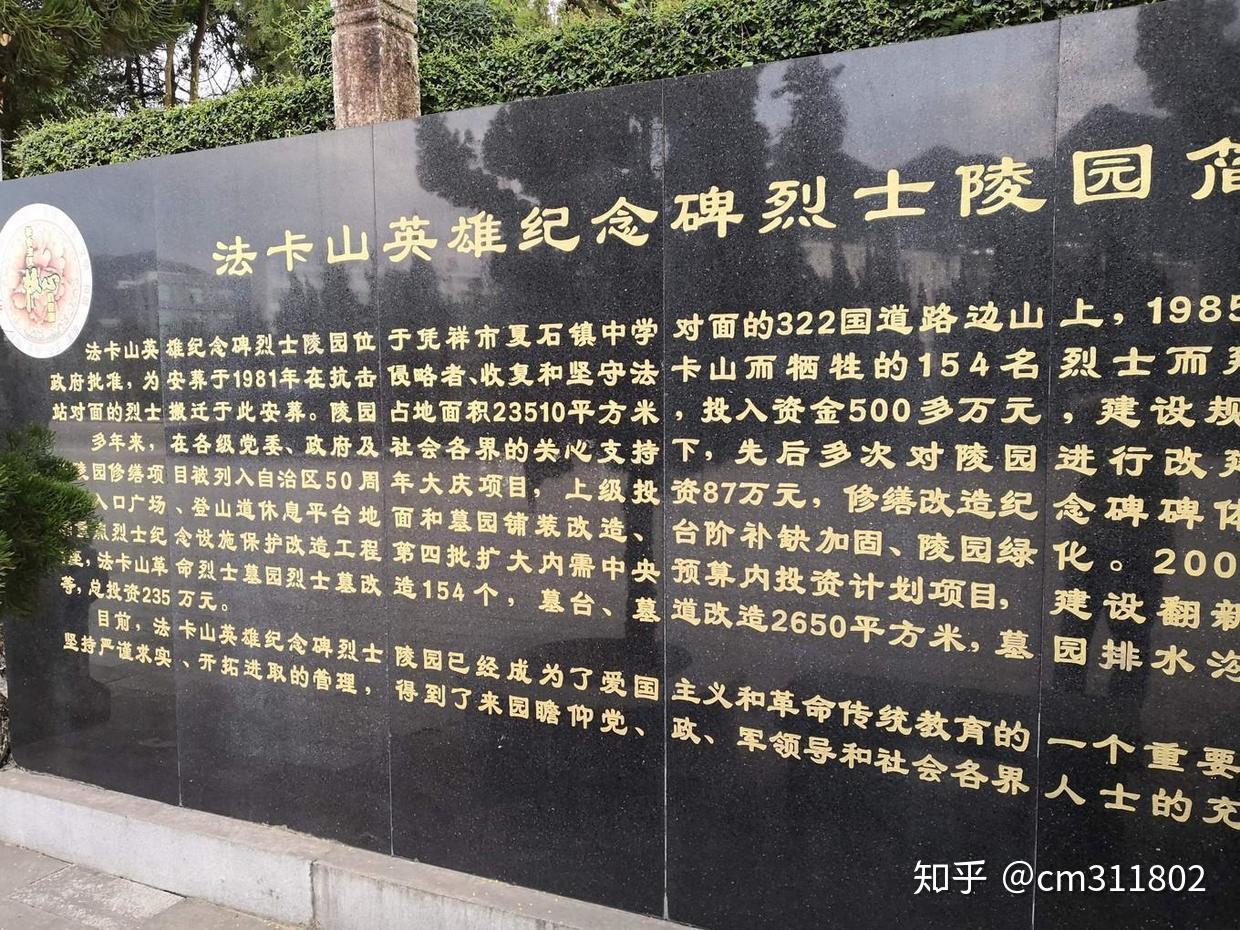 法卡山英雄纪念碑烈士陵园简
法卡山英雄纪念碑烈士陵园位于凭祥市夏石镇中学对面的322国道路边山上，1985
政府批准，为安葬于1981年在抗击侵略者、收复和坚守法卡山而牺牲的154名烈士而
站对面的烈士搬迁于此安葬。陵园占地面积23510平方米，投入资金500多万元，建设规
多年来，在各级党委、政府及社会各界的关心支持下，先后多次对陵园进行改
陵园修缮项目被列入自治区50周年大庆项目，上级投资87万元，修缮改造纪念碑碑体
入口广场、登山道休息平台地面和墓园铺装改造、台阶补缺加固、陵园绿化。200
烈士纪念设施保护改造工程第四批扩大内需中央预算内投资计划项目，建设翻新
座，法卡山革命烈士墓园烈士墓改造154个，墓台、墓道改造2650平方米，墓园排水沟
等，总投资235万元。
目前，法卡山英雄纪念碑烈士陵园已经成为了爱国主义和革命传统教育的一个重要
坚持严谨求实、开拓进取的管理，得到了来园瞻仰党、政、军领导和社会各界人士的充
知乎 @cm311802